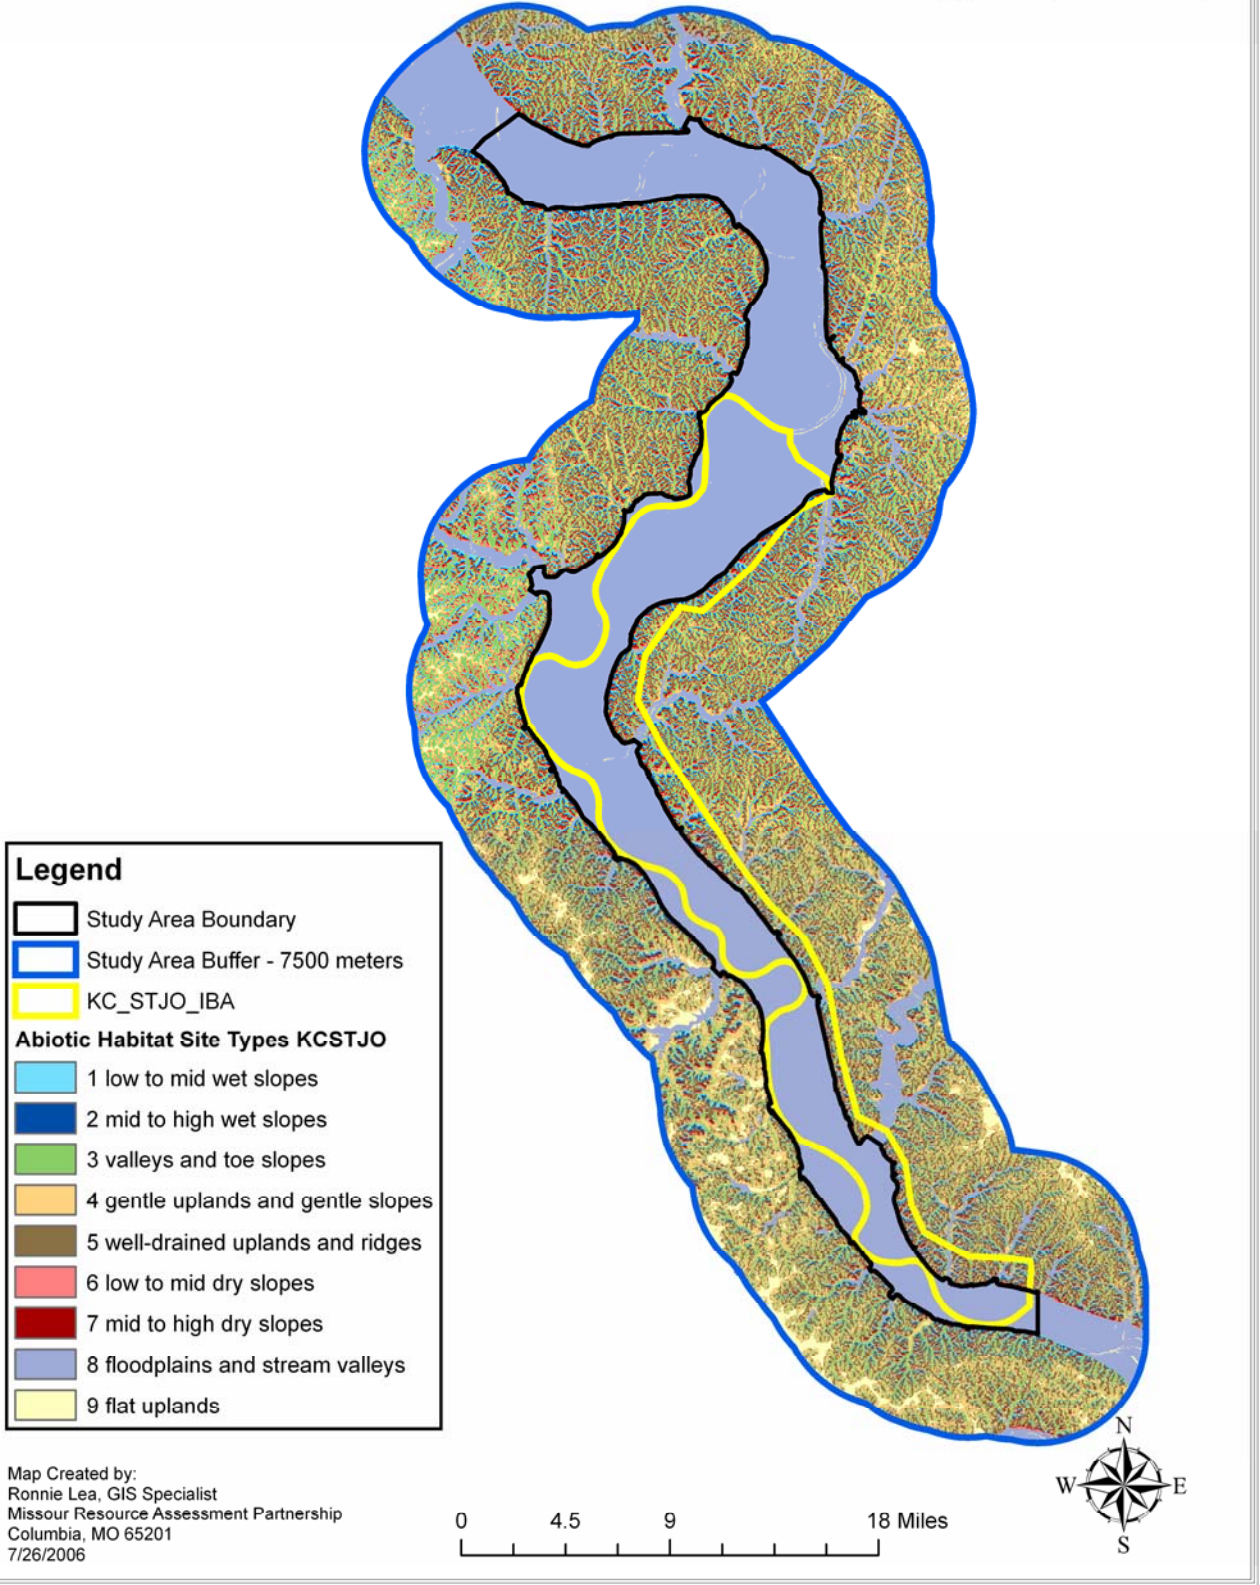 Legend
Study Area Boundary
Study Area Buffer - 7500 meters
KC_STJO_IBA
Abiotic Habitat Site Types KCSTJO
1 low to mid wet slopes
2 mid to high wet slopes
3 valleys and toe slopes
4 gentle uplands and gentle slopes
5 well-drained uplands and ridges
6 low to mid dry slopes
7 mid to high dry slopes
8 floodplains and stream valleys
9 flat uplands
Map Created by:
Ronnie Lea, GIS Specialist
Missour Resource Assessment Partnership
Columbia, MO 65201
7/26/2006
0 4.5 9 18 Miles
N
W E
S